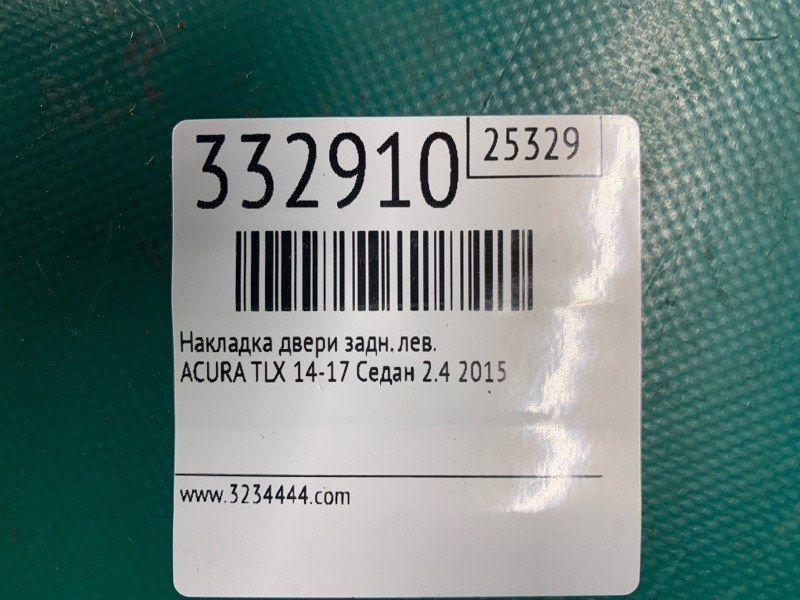 332910
25329
Накладка двери задн. лев.
ACURA TLX 14-17 Седан 2.4 2015
www.3234444.com